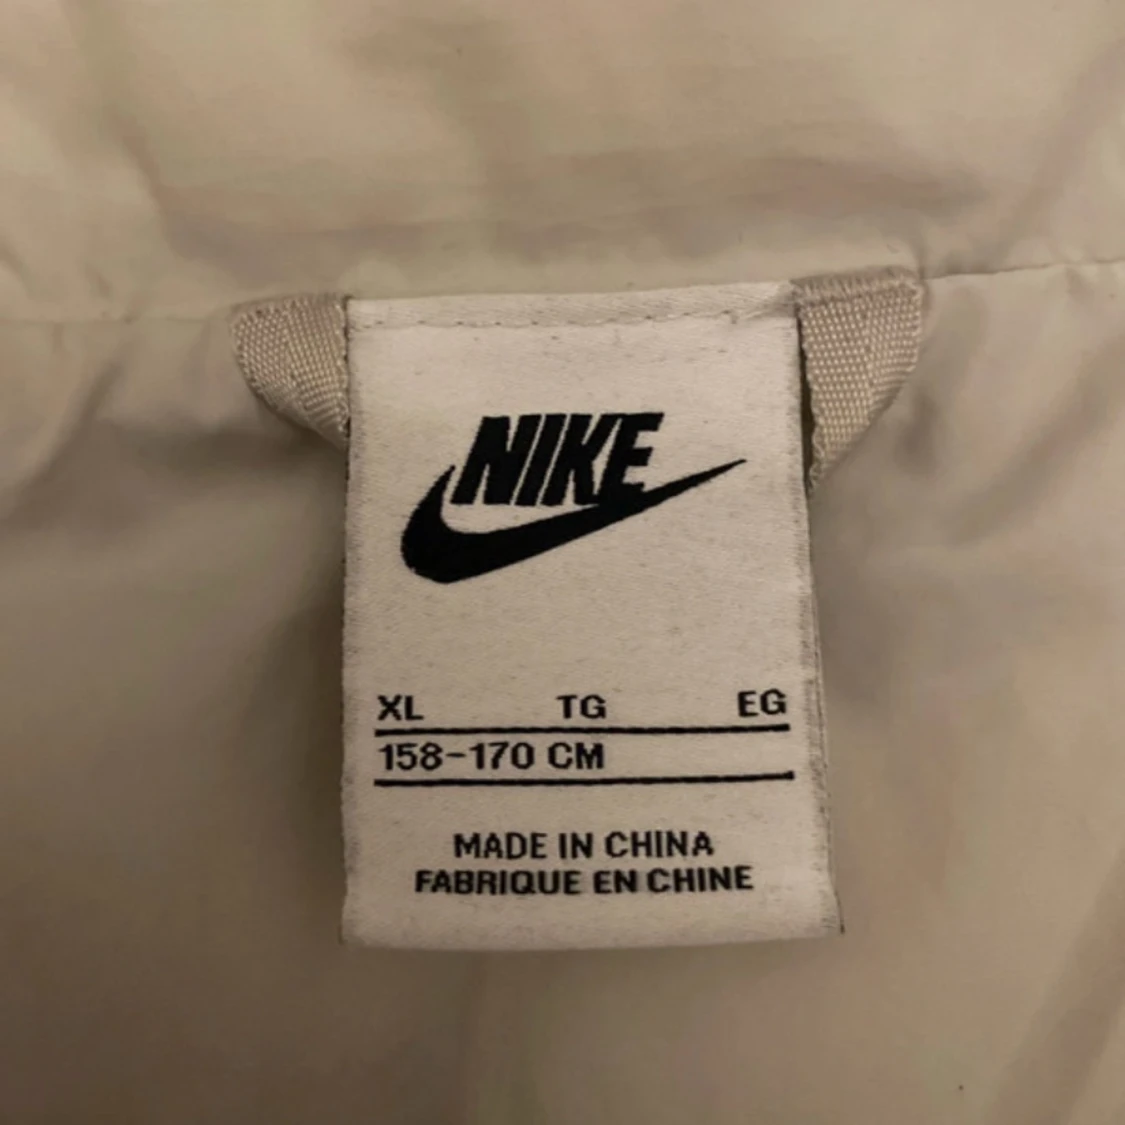 NIKE
XL TG EG
158-170 CM
MADE IN CHINA
FABRIQUE EN CHINE